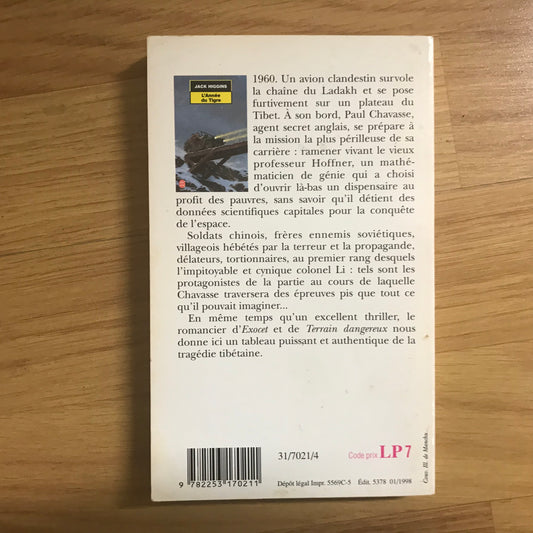 JACK HIGGINS
L'Année
du Tigre
1960. Un avion clandestin survole
la chaîne du Ladakh et se pose
furtivement sur un plateau du
Tibet. À son bord, Paul Chavasse,
agent secret anglais, se prépare à
la mission la plus périlleuse de sa
carrière : ramener vivant le vieux
professeur Hoffner, un mathé-
maticien de génie qui a choisi
d'ouvrir là-bas un dispensaire au
profit des pauvres, sans savoir qu'il détient des
données scientifiques capitales pour la conquête
de l'espace.
Soldats chinois, frères ennemis soviétiques,
villageois hébétés par la terreur et la propagande,
délateurs, tortionnaires, au premier rang desquels
l'impitoyable et cynique colonel Li : tels sont les
protagonistes de la partie au cours de laquelle
Chavasse traversera des épreuves pis que tout ce
qu'il pouvait imaginer...
En même temps qu'un excellent thriller, le
romancier d'Exocet et de Terrain dangereux nous
donne ici un tableau puissant et authentique de la
tragédie tibétaine.
31/7021/4
Code prix LP 7
9 782253 170211
Dépôt légal Impr. 5569C-5 Édit. 5378 01/1998
Couv. Ill. de Manchu